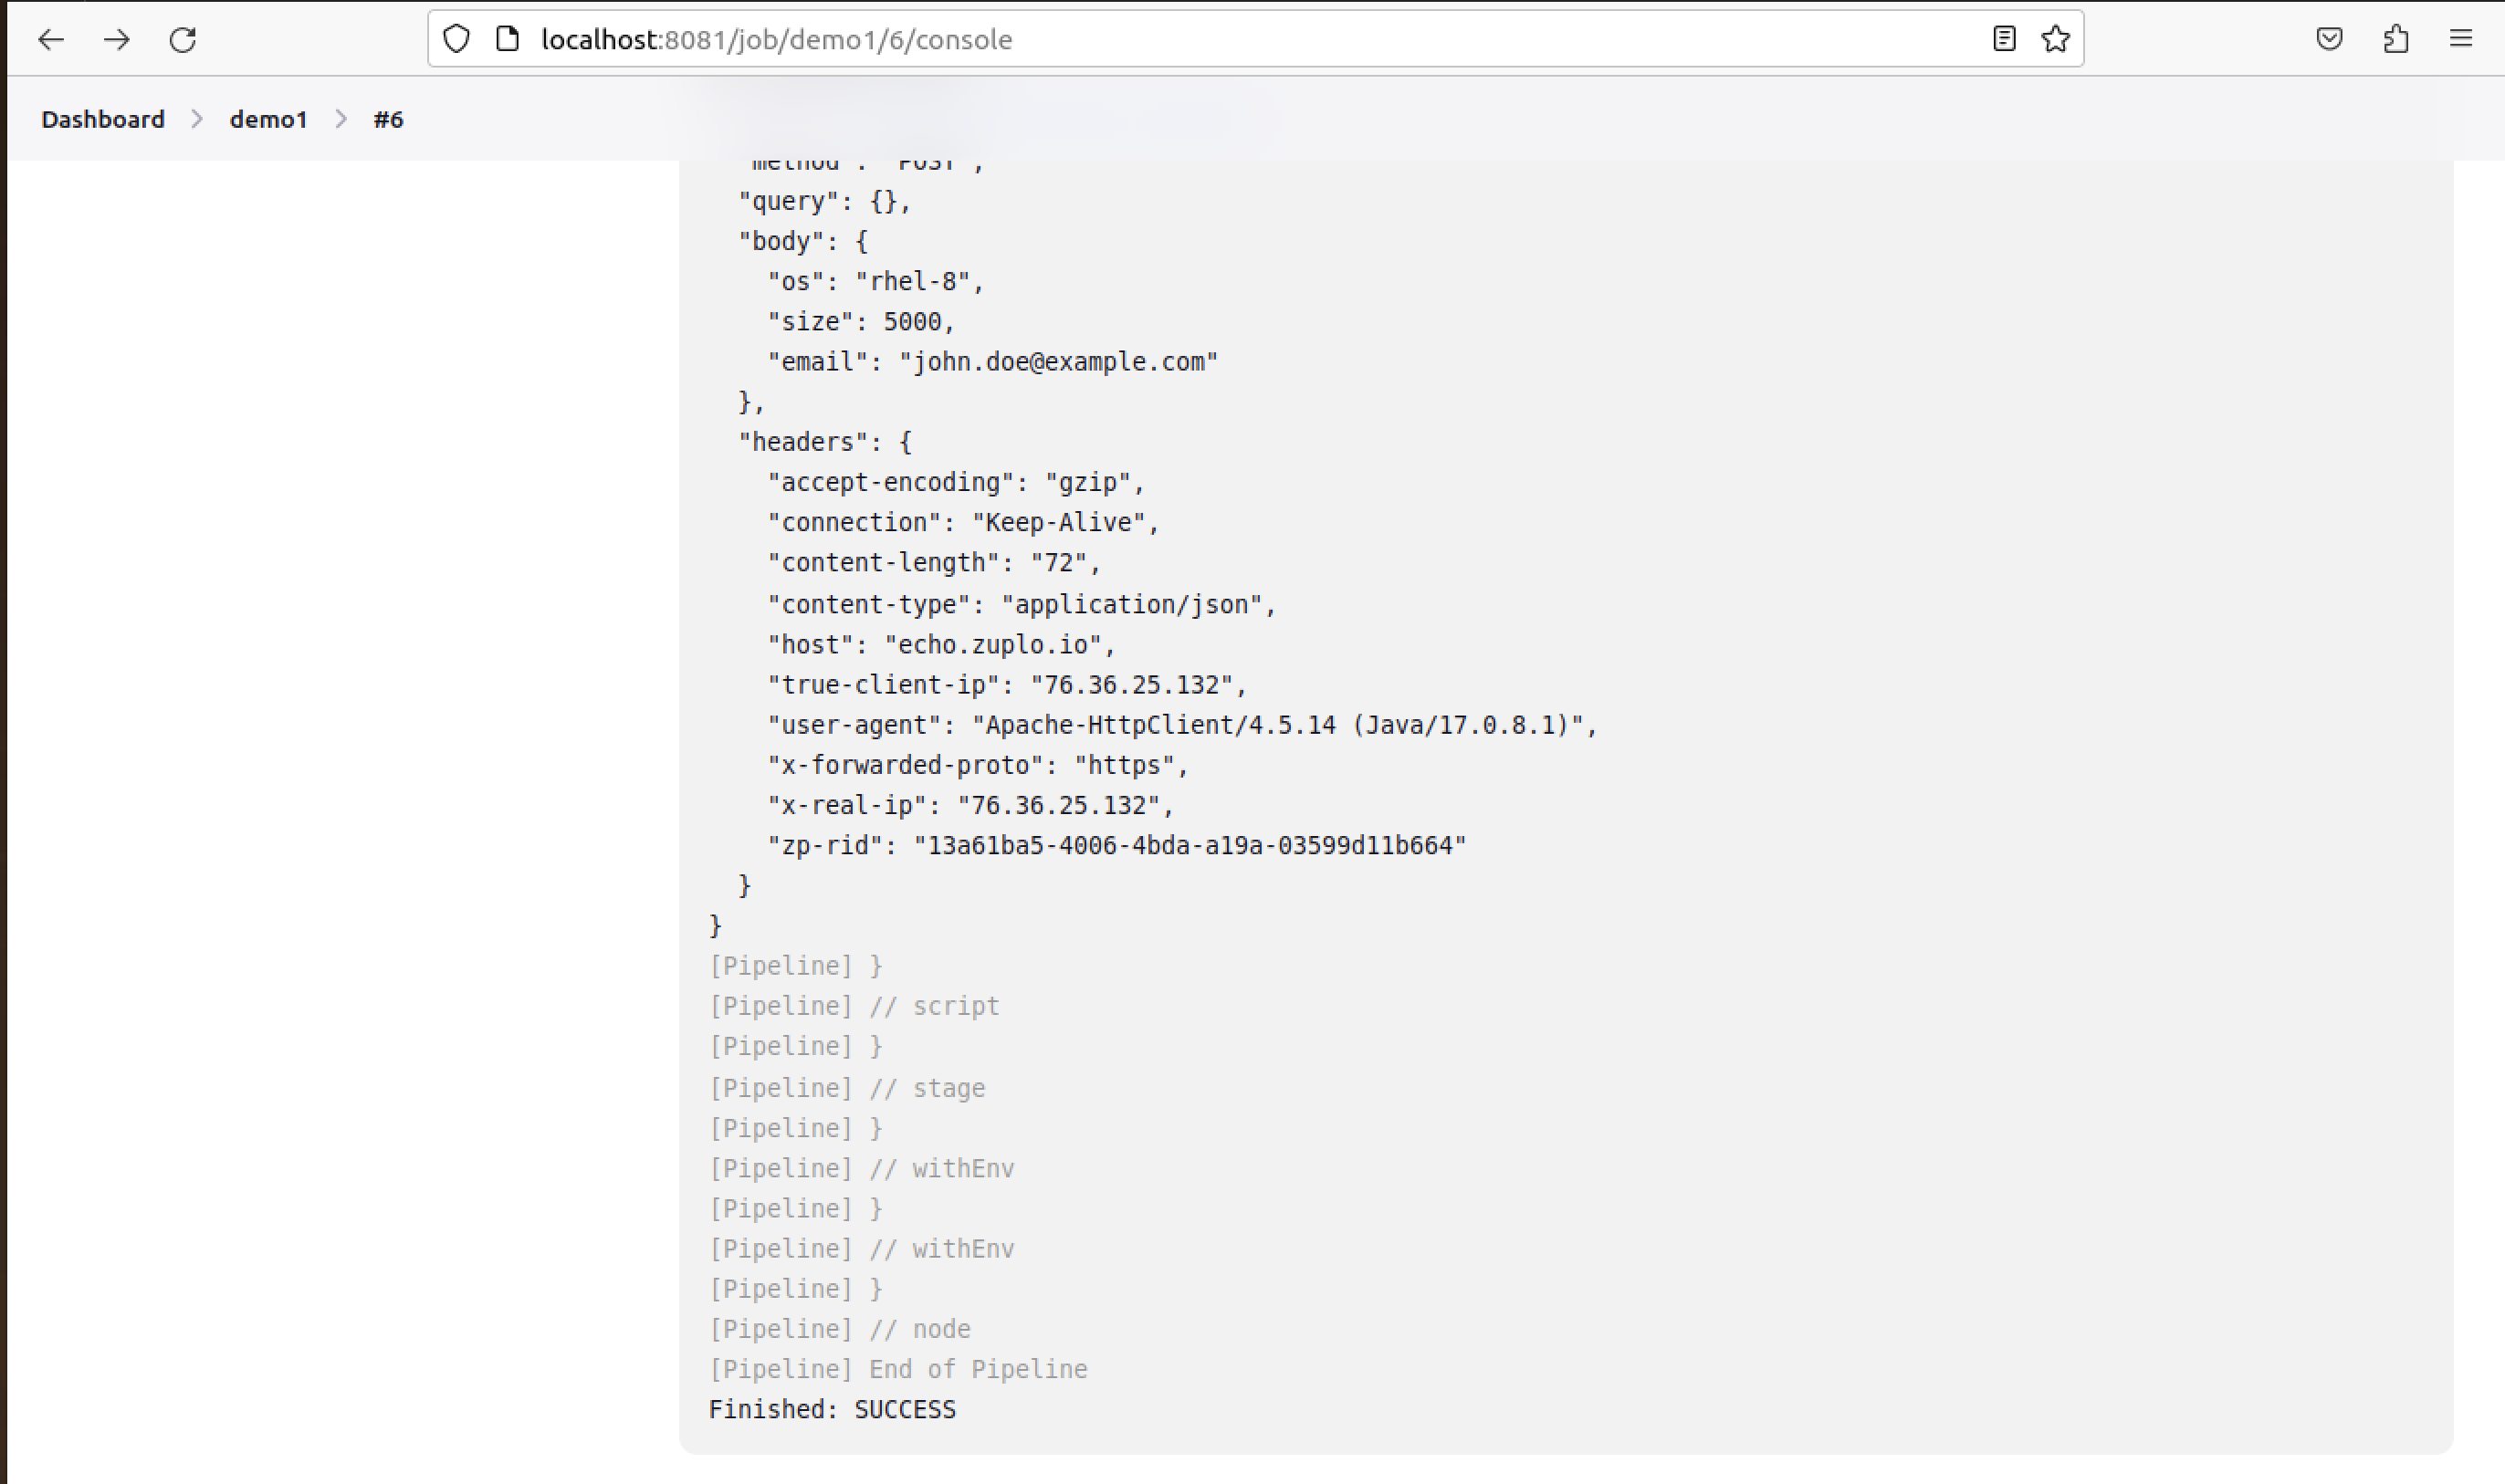 localhost:8081/job/demo1/6/console
Dashboard > demo1 > #6
"method": "POST",
"query": {},
"body": {
"os": "rhel-8",
"size": 5000,
"email": "john.doe@example.com"
},
"headers": {
"accept-encoding": "gzip",
"connection": "Keep-Alive",
"content-length": "72",
"content-type": "application/json",
"host": "echo.zuplo.io",
"true-client-ip": "76.36.25.132",
"user-agent": "Apache-HttpClient/4.5.14 (Java/17.0.8.1)",
"x-forwarded-proto": "https",
"x-real-ip": "76.36.25.132",
"zp-rid": "13a61ba5-4006-4bda-a19a-03599d11b664"
}
}
[Pipeline] }
[Pipeline] // script
[Pipeline] }
[Pipeline] // stage
[Pipeline] }
[Pipeline] // withEnv
[Pipeline] }
[Pipeline] // withEnv
[Pipeline] }
[Pipeline] // node
[Pipeline] End of Pipeline
Finished: SUCCESS